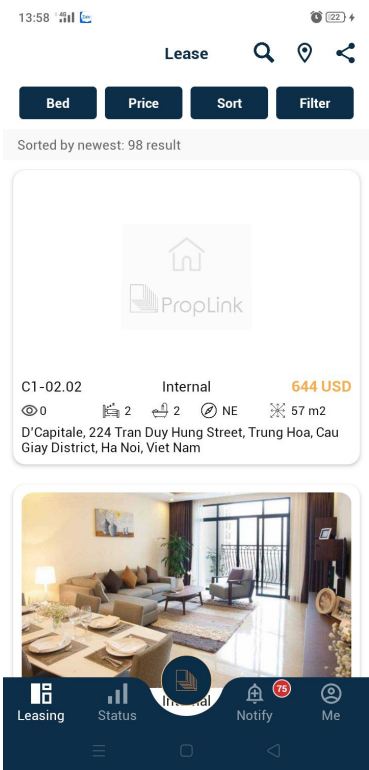 13:58 4G 22
Lease
Bed Price Sort Filter
Sorted by newest: 98 result
PropLink
C1-02.02 Internal 644 USD
0 2 2 NE 57 m2
D'Capitale, 224 Tran Duy Hung Street, Trung Hoa, Cau
Giay District, Ha Noi, Viet Nam
75
Leasing Status Notify Me